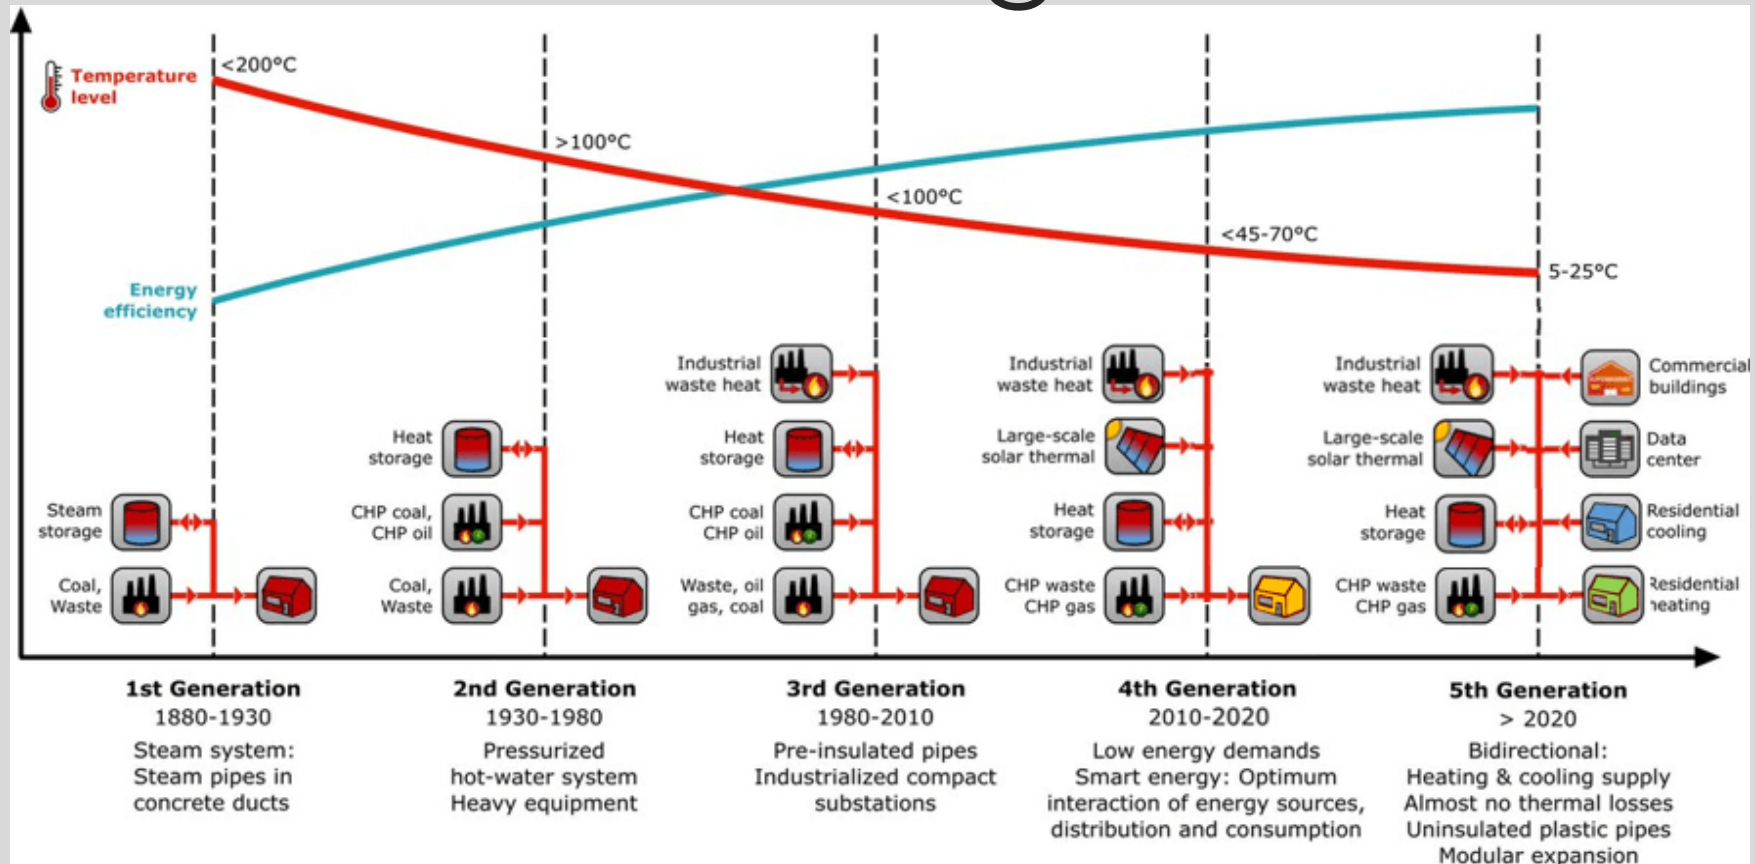 Temperature
level
<200°C
>100°C
<100°C
<45-70°C
5-25°C
Energy
efficiency
Steam
storage
Coal,
Waste
Heat
storage
CHP coal,
CHP oil
Coal,
Waste
Industrial
waste heat
Heat
storage
CHP coal
CHP oil
Waste, oil
gas, coal
Industrial
waste heat
Large-scale
solar thermal
Heat
storage
CHP waste
CHP gas
Industrial
waste heat
Large-scale
solar thermal
Heat
storage
CHP waste
CHP gas
Commercial
buildings
Data
center
Residential
cooling
Residential
heating
1st Generation
1880-1930
Steam system:
Steam pipes in
concrete ducts
2nd Generation
1930-1980
Pressurized
hot-water system
Heavy equipment
3rd Generation
1980-2010
Pre-insulated pipes
Industrialized compact
substations
4th Generation
2010-2020
Low energy demands
Smart energy: Optimum
interaction of energy sources,
distribution and consumption
5th Generation
> 2020
Bidirectional:
Heating & cooling supply
Almost no thermal losses
Uninsulated plastic pipes
Modular expansion